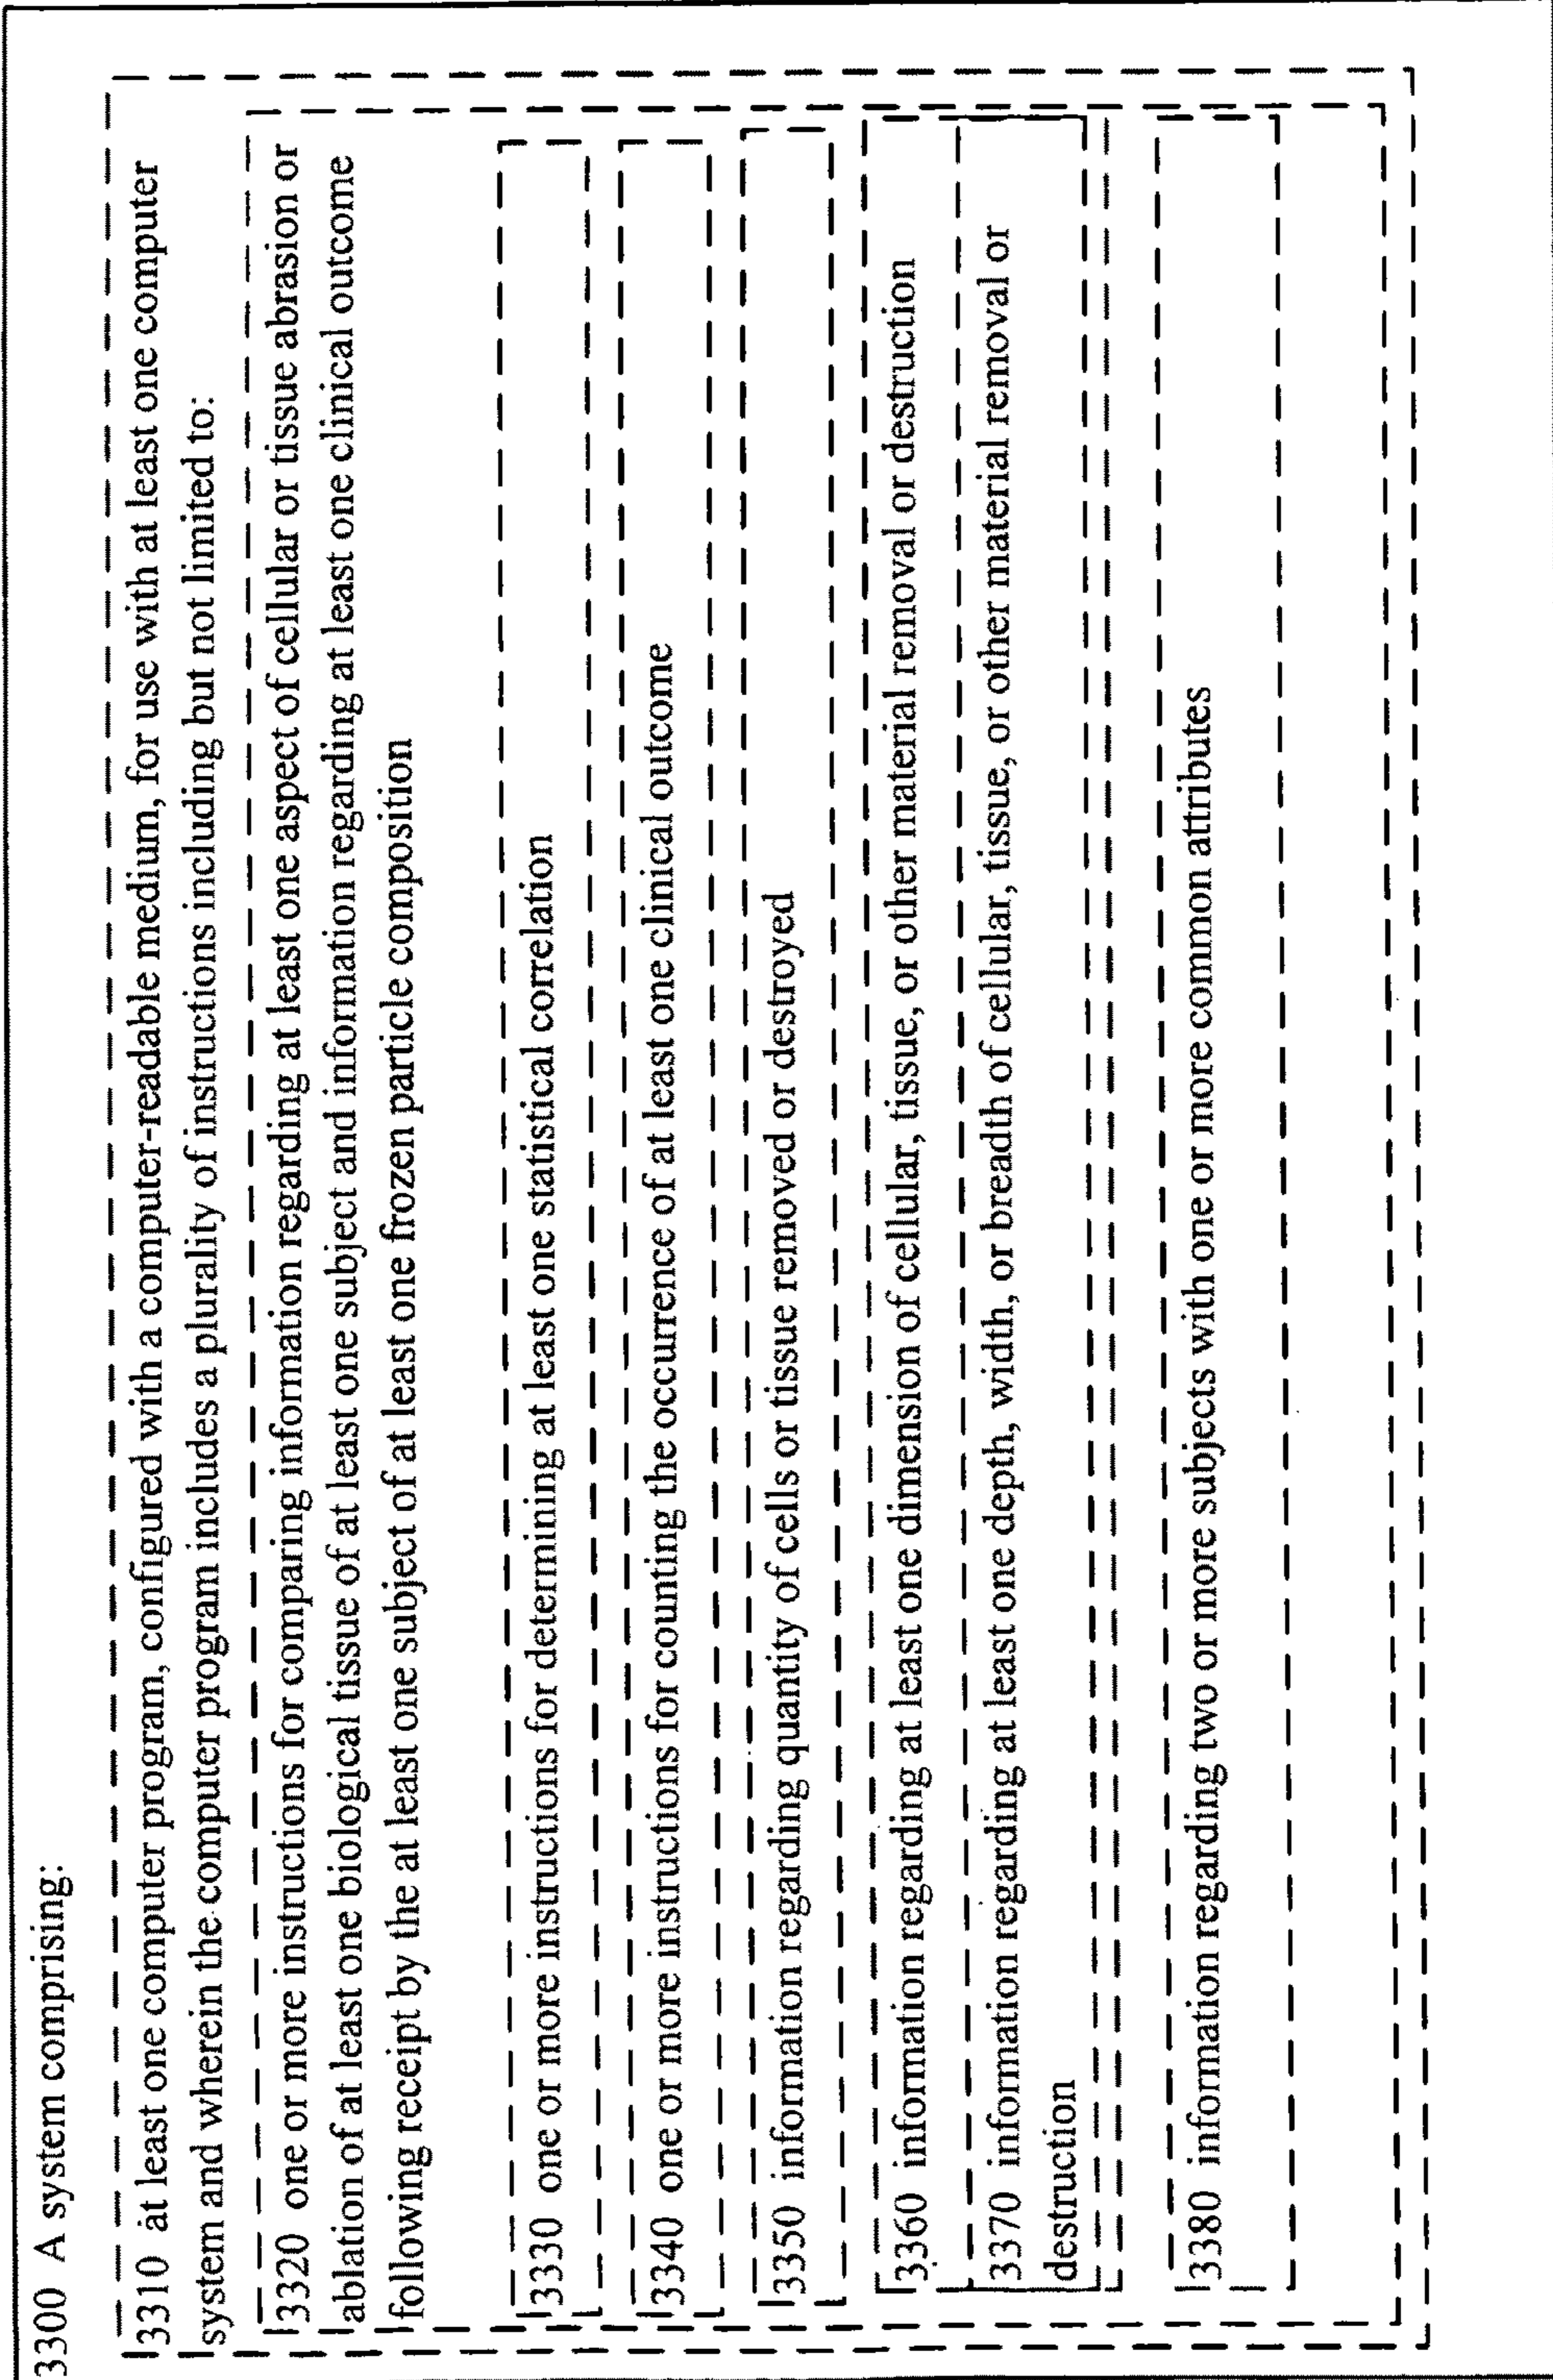 3300 A system comprising:
3310 at least one computer program, configured with a computer-readable medium, for use with at least one computer
system and wherein the computer program includes a plurality of instructions including but not limited to:
3320 one or more instructions for comparing information regarding at least one aspect of cellular or tissue abrasion or
ablation of at least one biological tissue of at least one subject and information regarding at least one clinical outcome
following receipt by the at least one subject of at least one frozen particle composition
3330 one or more instructions for determining at least one statistical correlation
3340 one or more instructions for counting the occurrence of at least one clinical outcome
3350 information regarding quantity of cells or tissue removed or destroyed
3360 information regarding at least one dimension of cellular, tissue, or other material removal or destruction
3370 information regarding at least one depth, width, or breadth of cellular, tissue, or other material removal or
destruction
3380 information regarding two or more subjects with one or more common attributes